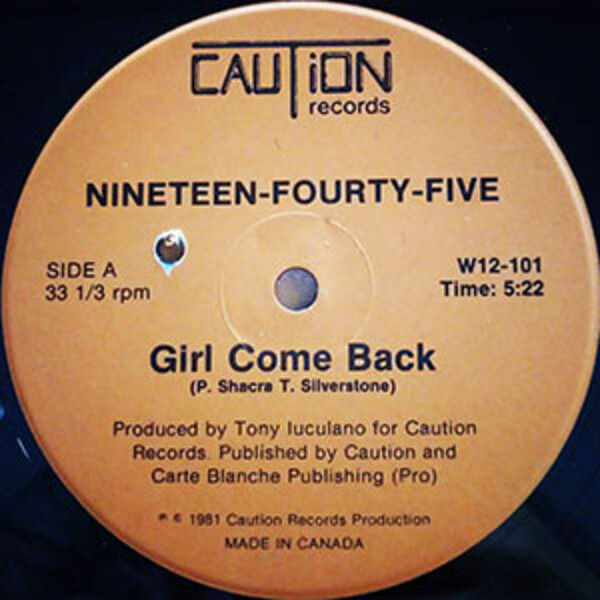 CAUTiON
records
NINETEEN-FOURTY-FIVE
SIDE A
33 1/3 rpm
W12-101
Time: 5:22
Girl Come Back
(P. Shacra T. Silverstone)
Produced by Tony Iuculano for Caution
Records. Published by Caution and
Carte Blanche Publishing (Pro)
℗ © 1981 Caution Records Production
MADE IN CANADA